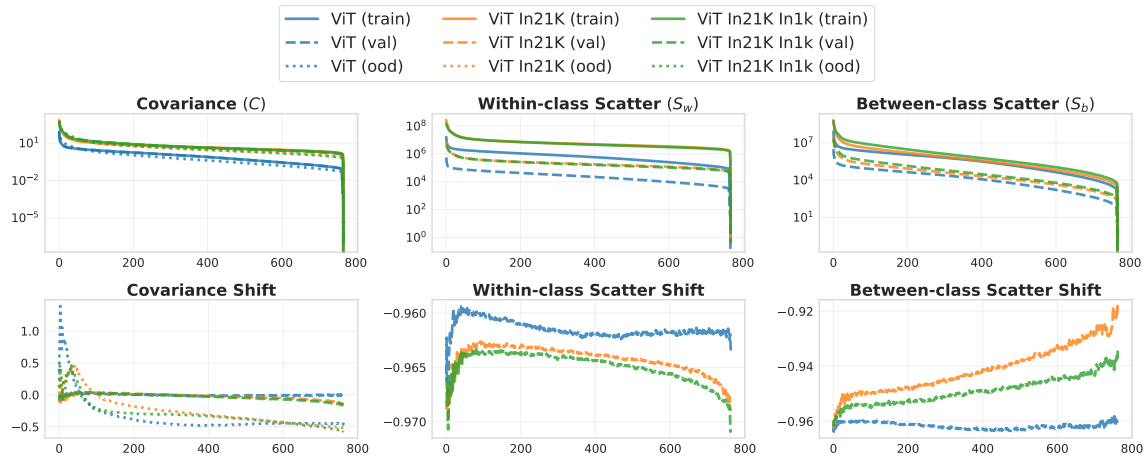 ViT (train) ViT In21K (train) ViT In21K In1k (train)
ViT (val) ViT In21K (val) ViT In21K In1k (val)
ViT (ood) ViT In21K (ood) ViT In21K In1k (ood)
Covariance (C) Within-class Scatter (S_w) Between-class Scatter (S_b)
10^1
10^−2
10^−5
0 200 400 600 800
10^8
10^6
10^4
10^2
10^0
0 200 400 600 800
10^7
10^4
10^1
0 200 400 600 800
Covariance Shift Within-class Scatter Shift Between-class Scatter Shift
1.0
0.5
0.0
−0.5
0 200 400 600 800
−0.960
−0.965
−0.970
0 200 400 600 800
−0.92
−0.94
−0.96
0 200 400 600 800